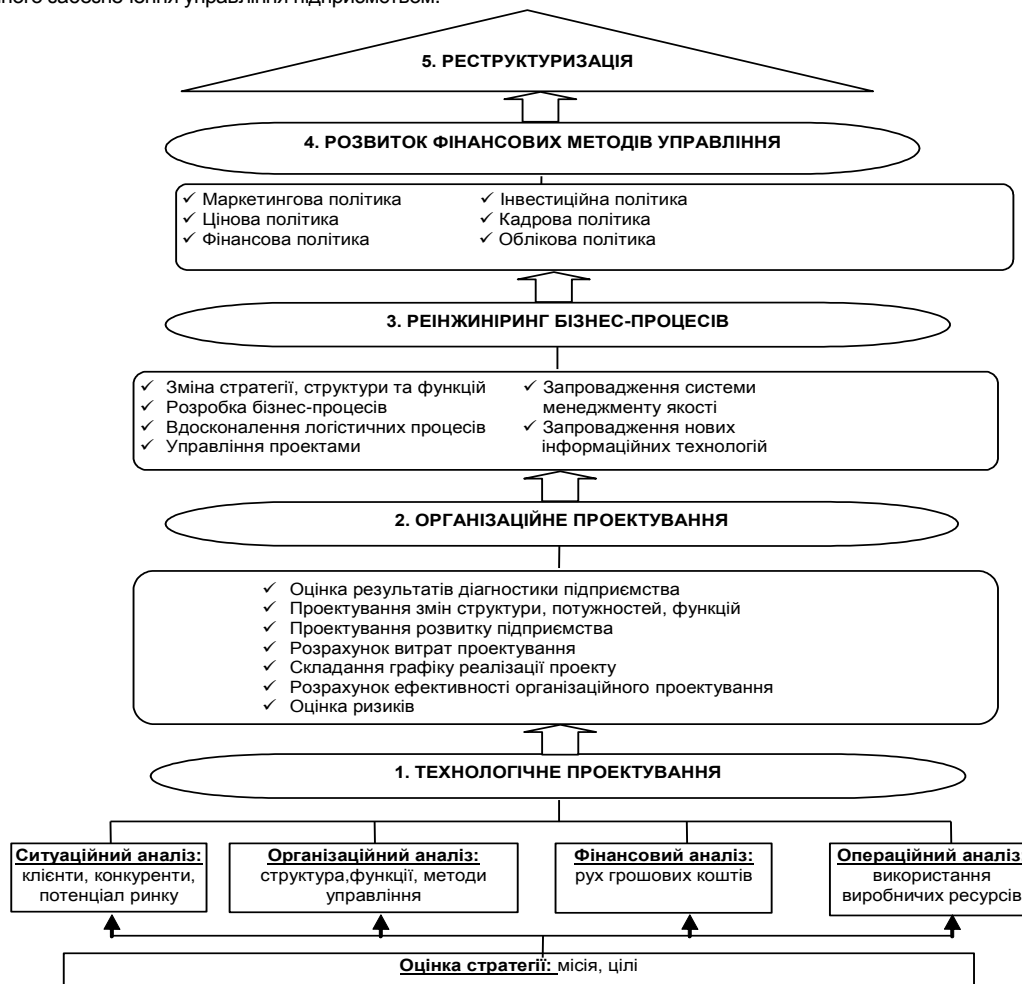 забезпечення управління підприємством.
5. РЕСТРУКТУРИЗАЦІЯ
4. РОЗВИТОК ФІНАНСОВИХ МЕТОДІВ УПРАВЛІННЯ
✓ Маркетингова політика
✓ Цінова політика
✓ Фінансова політика
✓ Інвестиційна політика
✓ Кадрова політика
✓ Облікова політика
3. РЕІНЖИНІРИНГ БІЗНЕС-ПРОЦЕСІВ
✓ Зміна стратегії, структури та функцій
✓ Розробка бізнес-процесів
✓ Вдосконалення логістичних процесів
✓ Управління проектами
✓ Запровадження системи
менеджменту якості
✓ Запровадження нових
інформаційних технологій
2. ОРГАНІЗАЦІЙНЕ ПРОЕКТУВАННЯ
✓ Оцінка результатів діагностики підприємства
✓ Проектування змін структури, потужностей, функцій
✓ Проектування розвитку підприємства
✓ Розрахунок витрат проектування
✓ Складання графіку реалізації проекту
✓ Розрахунок ефективності організаційного проектування
✓ Оцінка ризиків
1. ТЕХНОЛОГІЧНЕ ПРОЕКТУВАННЯ
Ситуаційний аналіз:
клієнти, конкуренти,
потенціал ринку
Організаційний аналіз:
структура,функції, методи
управління
Фінансовий аналіз:
рух грошових коштів
Операційний аналіз
використання
виробничих ресурсів
Оцінка стратегії: місія, цілі